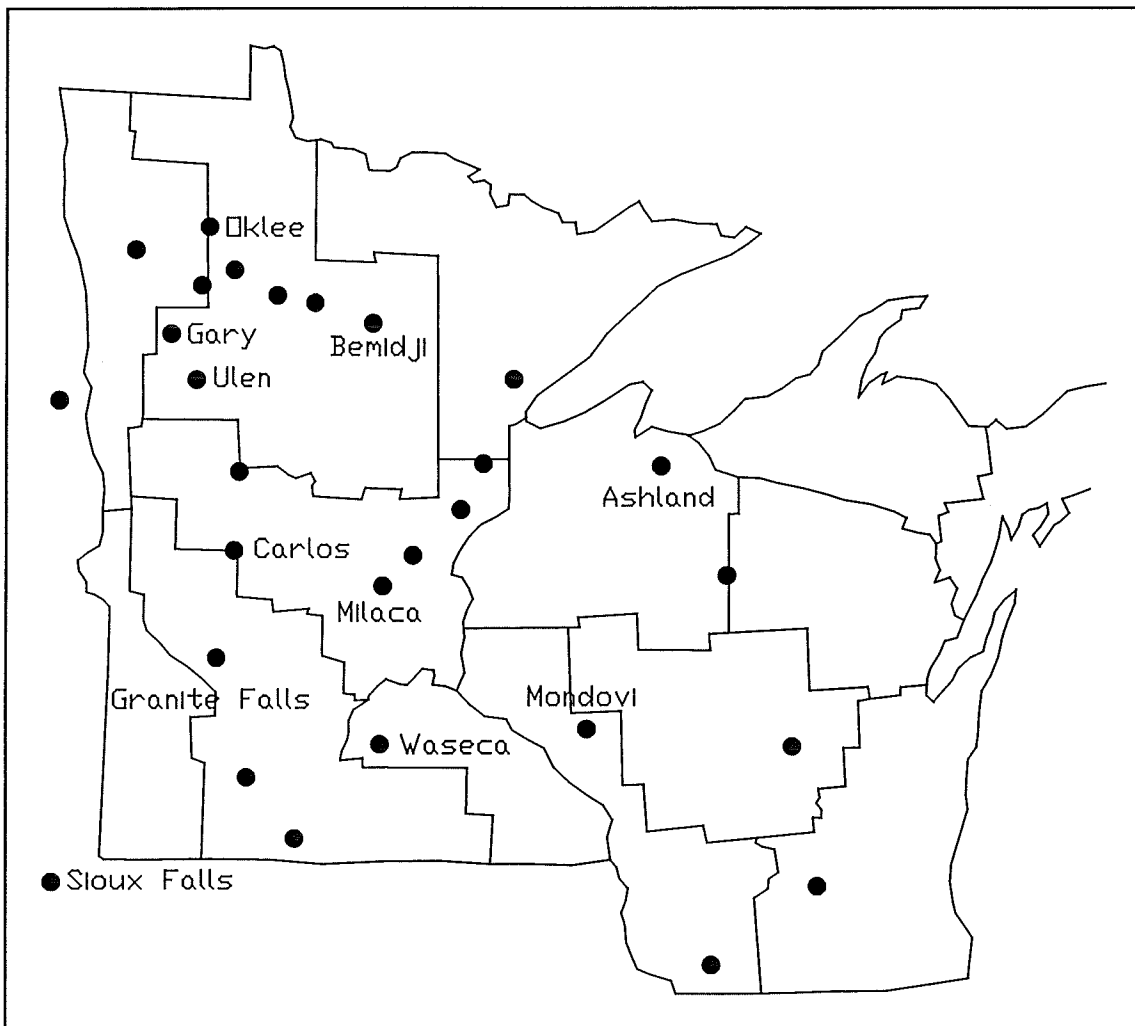 Oklee
Gary
Bemidji
Ulen
Ashland
Carlos
Milaca
Granite Falls
Mondovi
Waseca
Sioux Falls